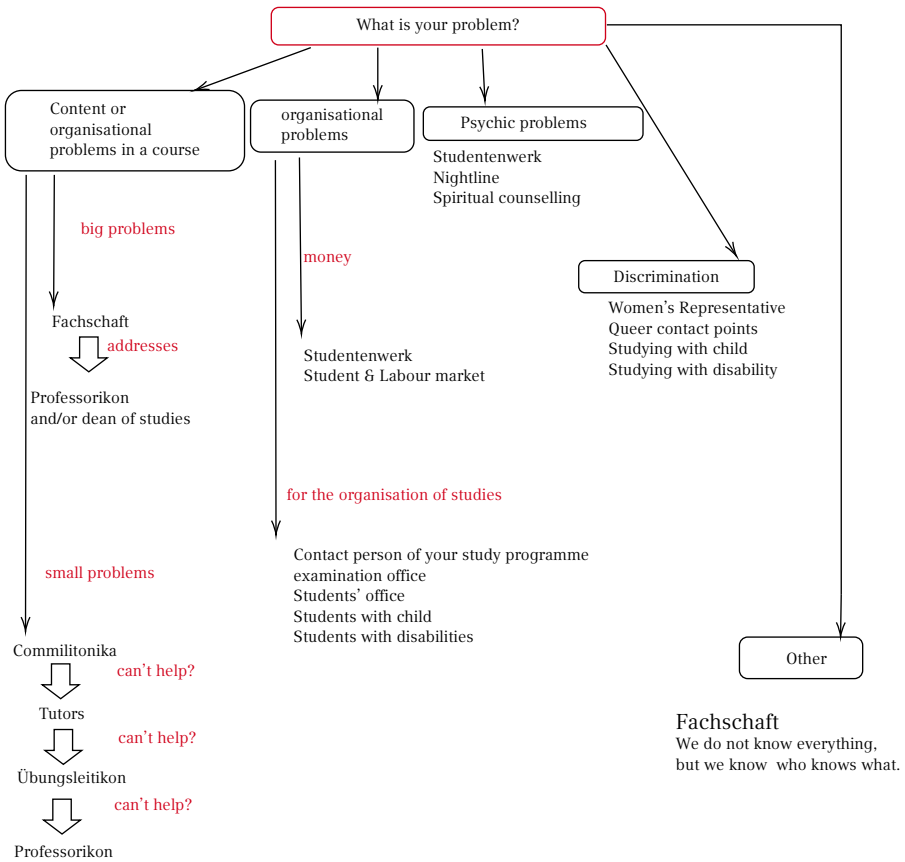 What is your problem?
Content or
organisational
problems in a course
organisational
problems
Psychic problems
Studentenwerk
Nightline
Spiritual counselling
big problems
money
Discrimination
Women's Representative
Queer contact points
Studying with child
Studying with disability
Fachschaft
addresses
Professorikon
and/or dean of studies
Studentenwerk
Student & Labour market
for the organisation of studies
Contact person of your study programme
examination office
Students' office
Students with child
Students with disabilities
small problems
Commilitonika
can't help?
Tutors
can't help?
Übungsleitikon
can't help?
Professorikon
Other
Fachschaft
We do not know everything,
but we know who knows what.